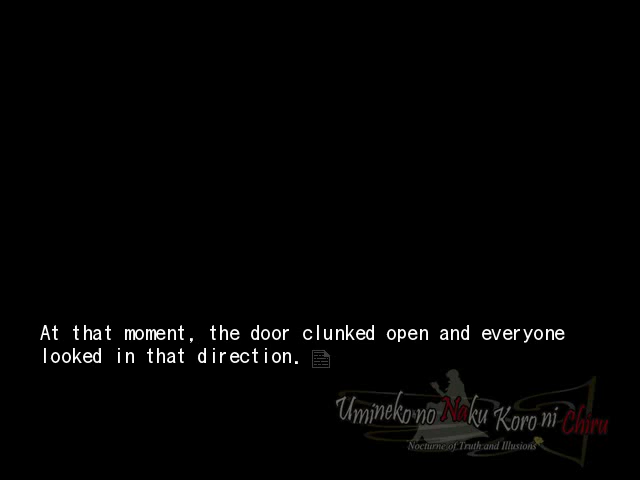 At that moment, the door clunked open and everyone
looked in that direction.
Umineko no Naku Koro ni Chiru
Nocturne of Truth and Illusions